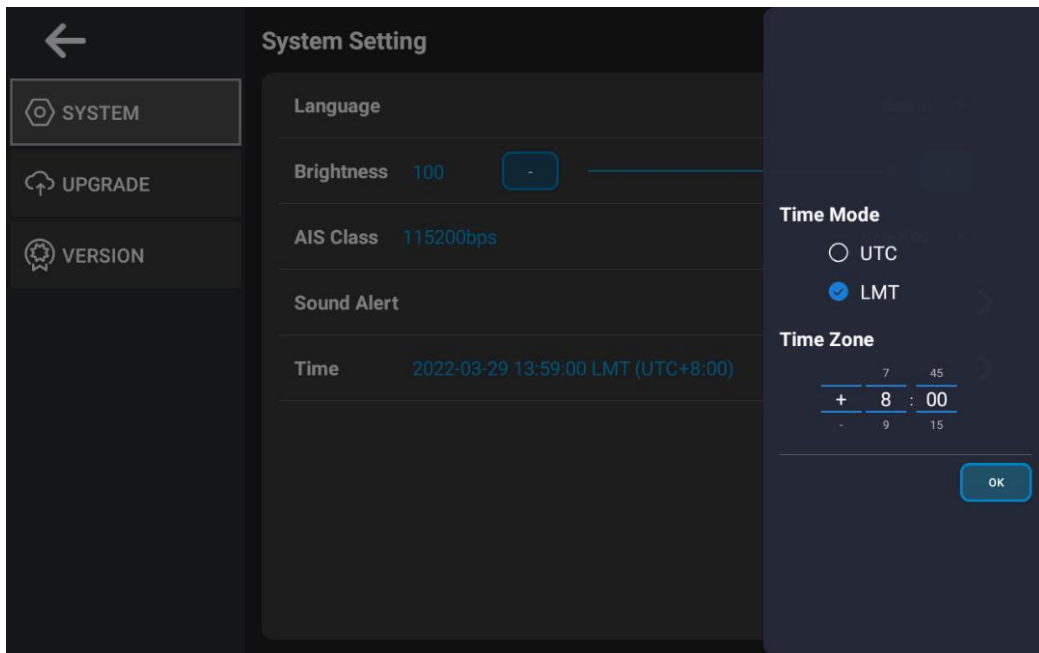 System Setting
SYSTEM
UPGRADE
VERSION
Language
Brightness 100 -
AIS Class 115200bps
Sound Alert
Time 2022-03-29 13:59:00 LMT (UTC+8:00)
Time Mode
UTC
LMT
Time Zone
7 45
+ 8 : 00
- 9 15
OK